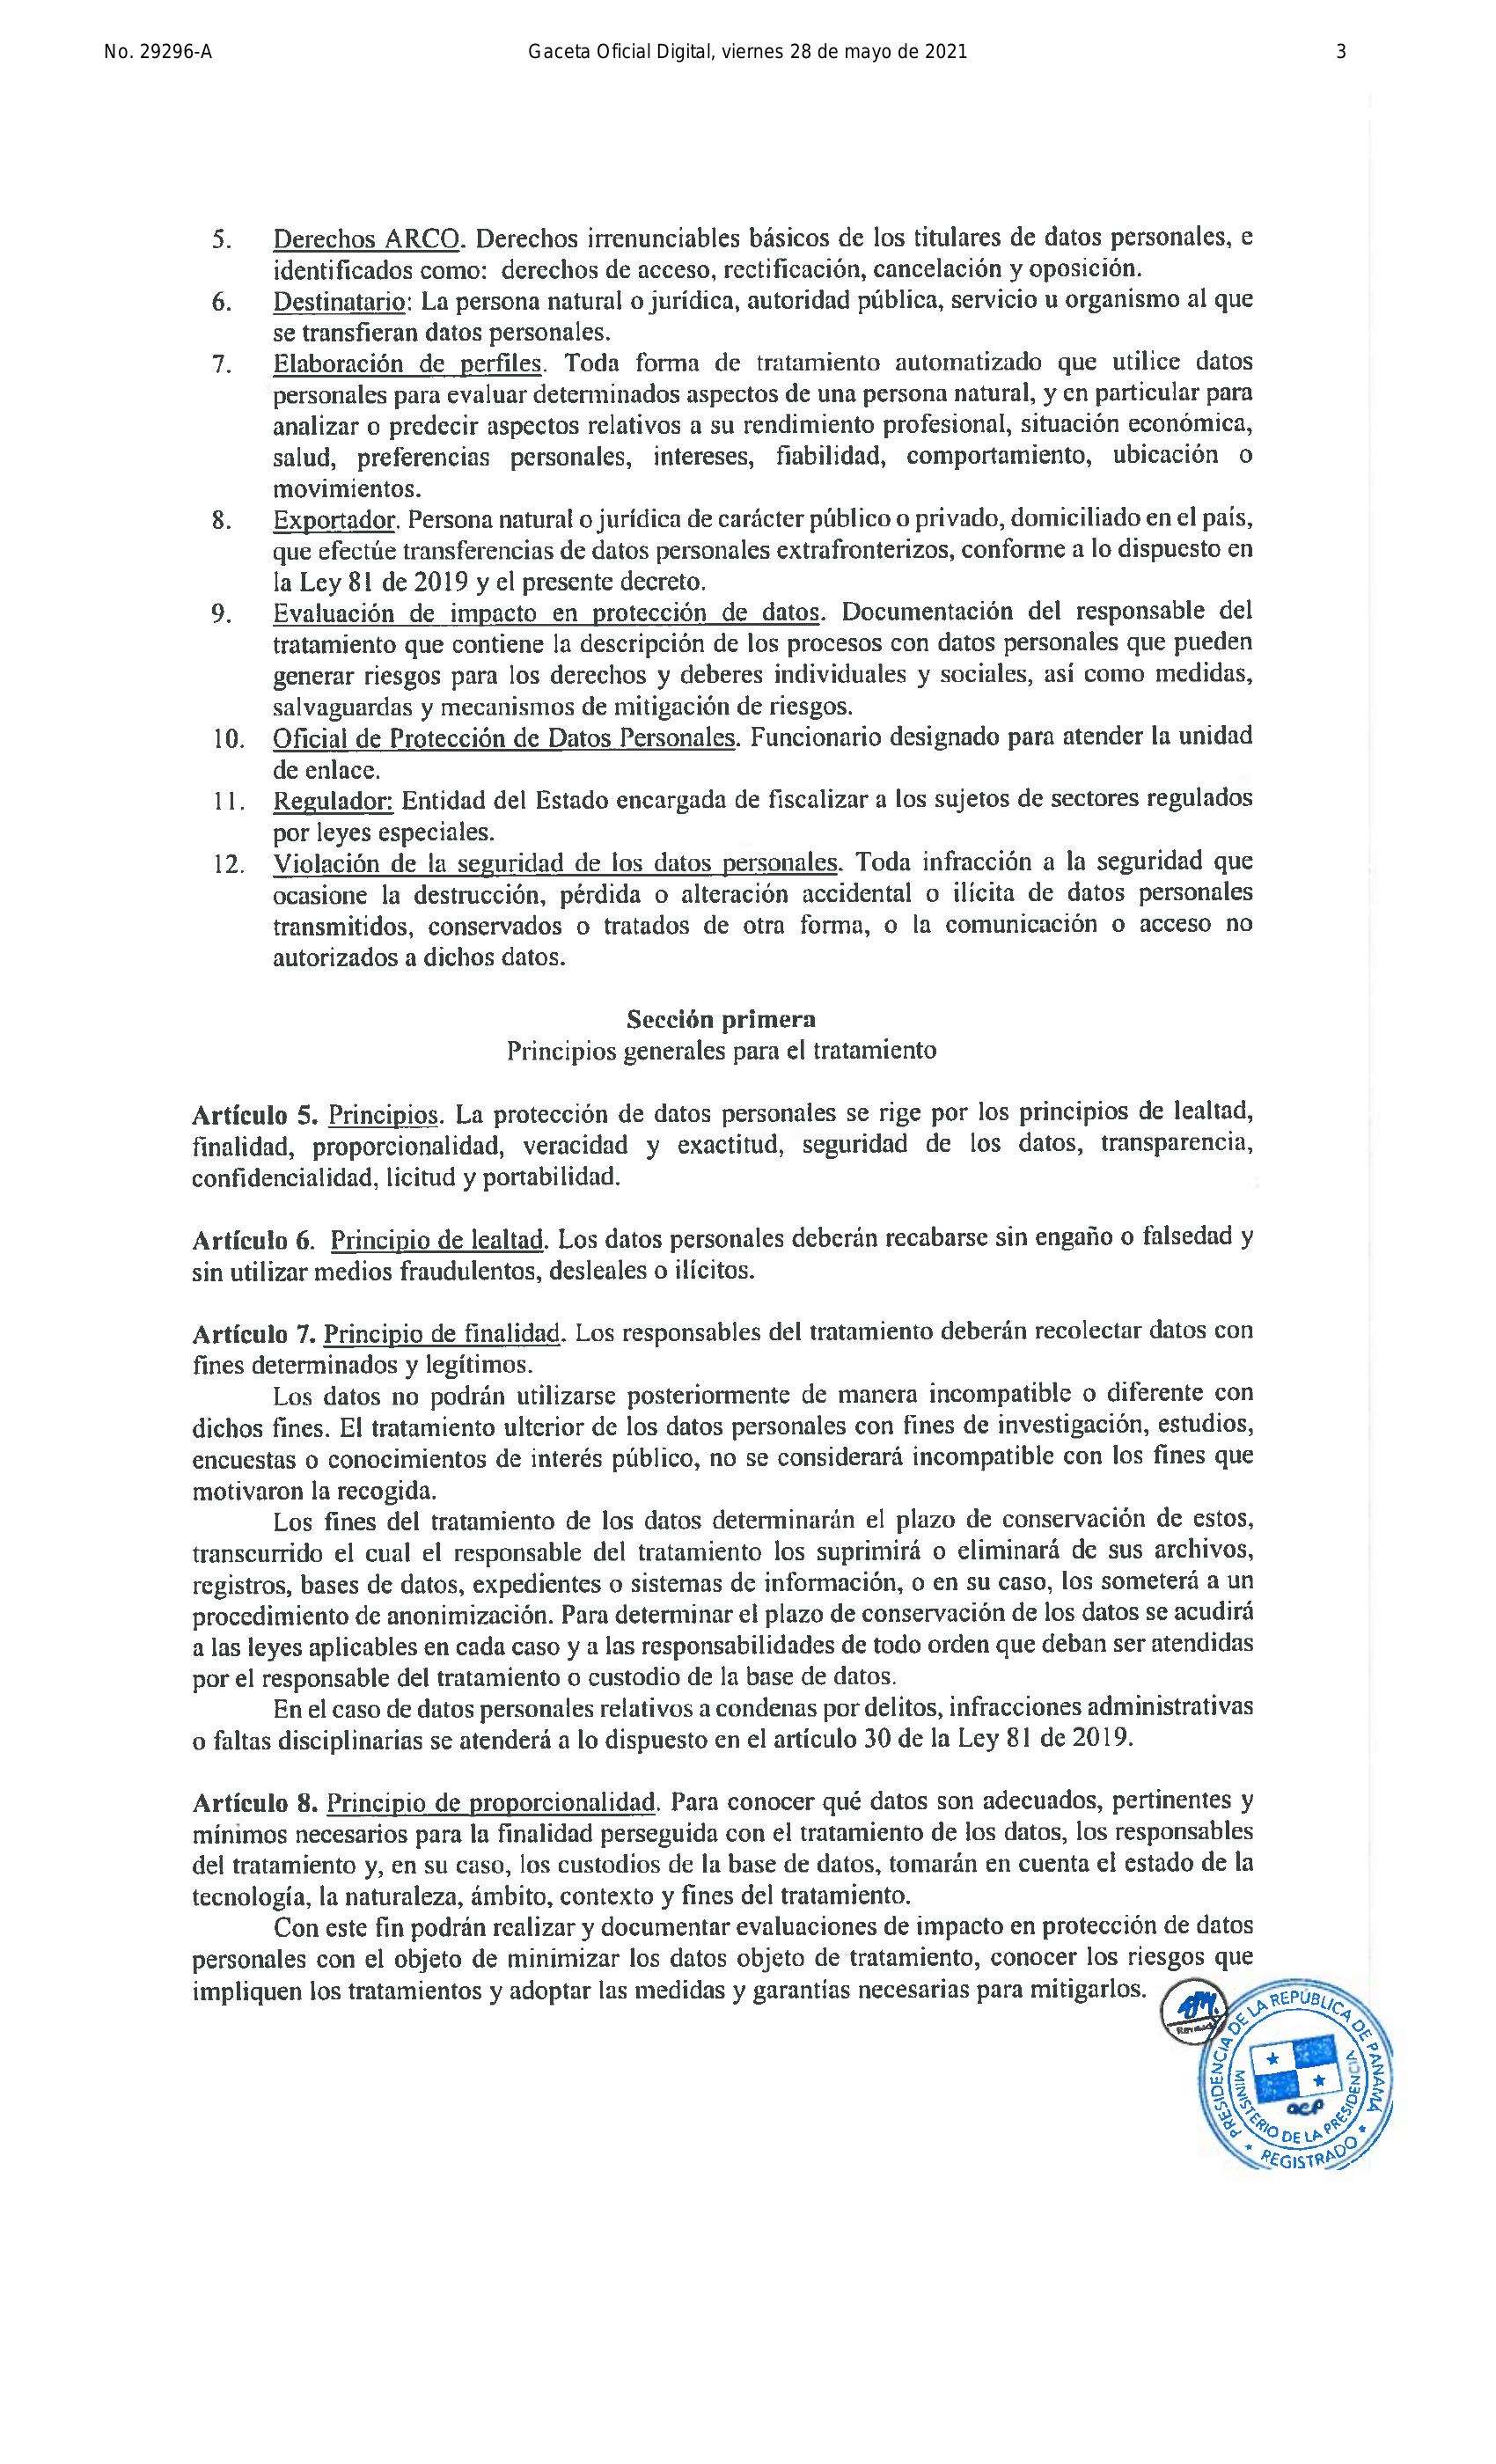 No. 29296-A Gaceta Oficial Digital, viernes 28 de mayo de 2021 3
5. Derechos ARCO. Derechos irrenunciables básicos de los titulares de datos personales, e
identificados como: derechos de acceso, rectificación, cancelación y oposición.
6. Destinatario: La persona natural o jurídica, autoridad pública, servicio u organismo al que
se transfieran datos personales.
7. Elaboración de perfiles. Toda forma de tratamiento automatizado que utilice datos
personales para evaluar determinados aspectos de una persona natural, y en particular para
analizar o predecir aspectos relativos a su rendimiento profesional, situación económica,
salud, preferencias personales, intereses, fiabilidad, comportamiento, ubicación o
movimientos.
8. Exportador. Persona natural o jurídica de carácter público o privado, domiciliado en el país,
que efectúe transferencias de datos personales extrafronterizos, conforme a lo dispuesto en
la Ley 81 de 2019 y el presente decreto.
9. Evaluación de impacto en protección de datos. Documentación del responsable del
tratamiento que contiene la descripción de los procesos con datos personales que pueden
generar riesgos para los derechos y deberes individuales y sociales, así como medidas,
salvaguardas y mecanismos de mitigación de riesgos.
10. Oficial de Protección de Datos Personales. Funcionario designado para atender la unidad
de enlace.
11. Regulador: Entidad del Estado encargada de fiscalizar a los sujetos de sectores regulados
por leyes especiales.
12. Violación de la seguridad de los datos personales. Toda infracción a la seguridad que
ocasione la destrucción, pérdida o alteración accidental o ilícita de datos personales
transmitidos, conservados o tratados de otra forma, o la comunicación o acceso no
autorizados a dichos datos.
Sección primera
Principios generales para el tratamiento
Artículo 5. Principios. La protección de datos personales se rige por los principios de lealtad,
finalidad, proporcionalidad, veracidad y exactitud, seguridad de los datos, transparencia,
confidencialidad, licitud y portabilidad.
Artículo 6. Principio de lealtad. Los datos personales deberán recabarse sin engaño o falsedad y
sin utilizar medios fraudulentos, desleales o ilícitos.
Artículo 7. Principio de finalidad. Los responsables del tratamiento deberán recolectar datos con
fines determinados y legítimos.
Los datos no podrán utilizarse posteriormente de manera incompatible o diferente con
dichos fines. El tratamiento ulterior de los datos personales con fines de investigación, estudios,
encuestas o conocimientos de interés público, no se considerará incompatible con los fines que
motivaron la recogida.
Los fines del tratamiento de los datos determinarán el plazo de conservación de estos,
transcurrido el cual el responsable del tratamiento los suprimirá o eliminará de sus archivos,
registros, bases de datos, expedientes o sistemas de información, o en su caso, los someterá a un
procedimiento de anonimización. Para determinar el plazo de conservación de los datos se acudirá
a las leyes aplicables en cada caso y a las responsabilidades de todo orden que deban ser atendidas
por el responsable del tratamiento o custodio de la base de datos.
En el caso de datos personales relativos a condenas por delitos, infracciones administrativas
o faltas disciplinarias se atenderá a lo dispuesto en el artículo 30 de la Ley 81 de 2019.
Artículo 8. Principio de proporcionalidad. Para conocer qué datos son adecuados, pertinentes y
mínimos necesarios para la finalidad perseguida con el tratamiento de los datos, los responsables
del tratamiento y, en su caso, los custodios de la base de datos, tomarán en cuenta el estado de la
tecnología, la naturaleza, ámbito, contexto y fines del tratamiento.
Con este fin podrán realizar y documentar evaluaciones de impacto en protección de datos
personales con el objeto de minimizar los datos objeto de tratamiento, conocer los riesgos que
impliquen los tratamientos y adoptar las medidas y garantías necesarias para mitigarlos.
PRESIDENCIA DE LA REPÚBLICA DE PANAMÁ
MINISTERIO DE LA PRESIDENCIA
REGISTRADO